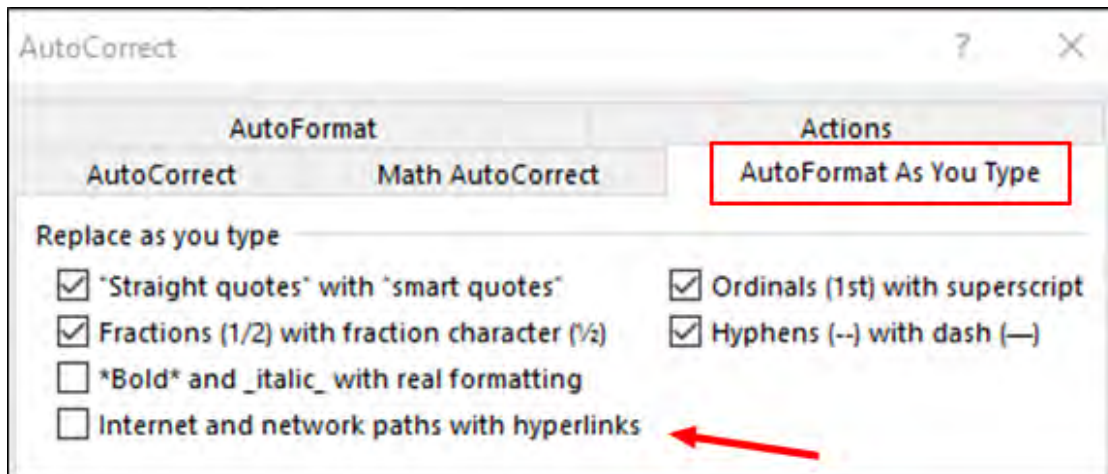 AutoCorrect ? ×
AutoFormat Actions
AutoCorrect Math AutoCorrect AutoFormat As You Type
Replace as you type
"Straight quotes" with "smart quotes" Ordinals (1st) with superscript
Fractions (1/2) with fraction character (½) Hyphens (--) with dash (—)
*Bold* and _italic_ with real formatting
Internet and network paths with hyperlinks